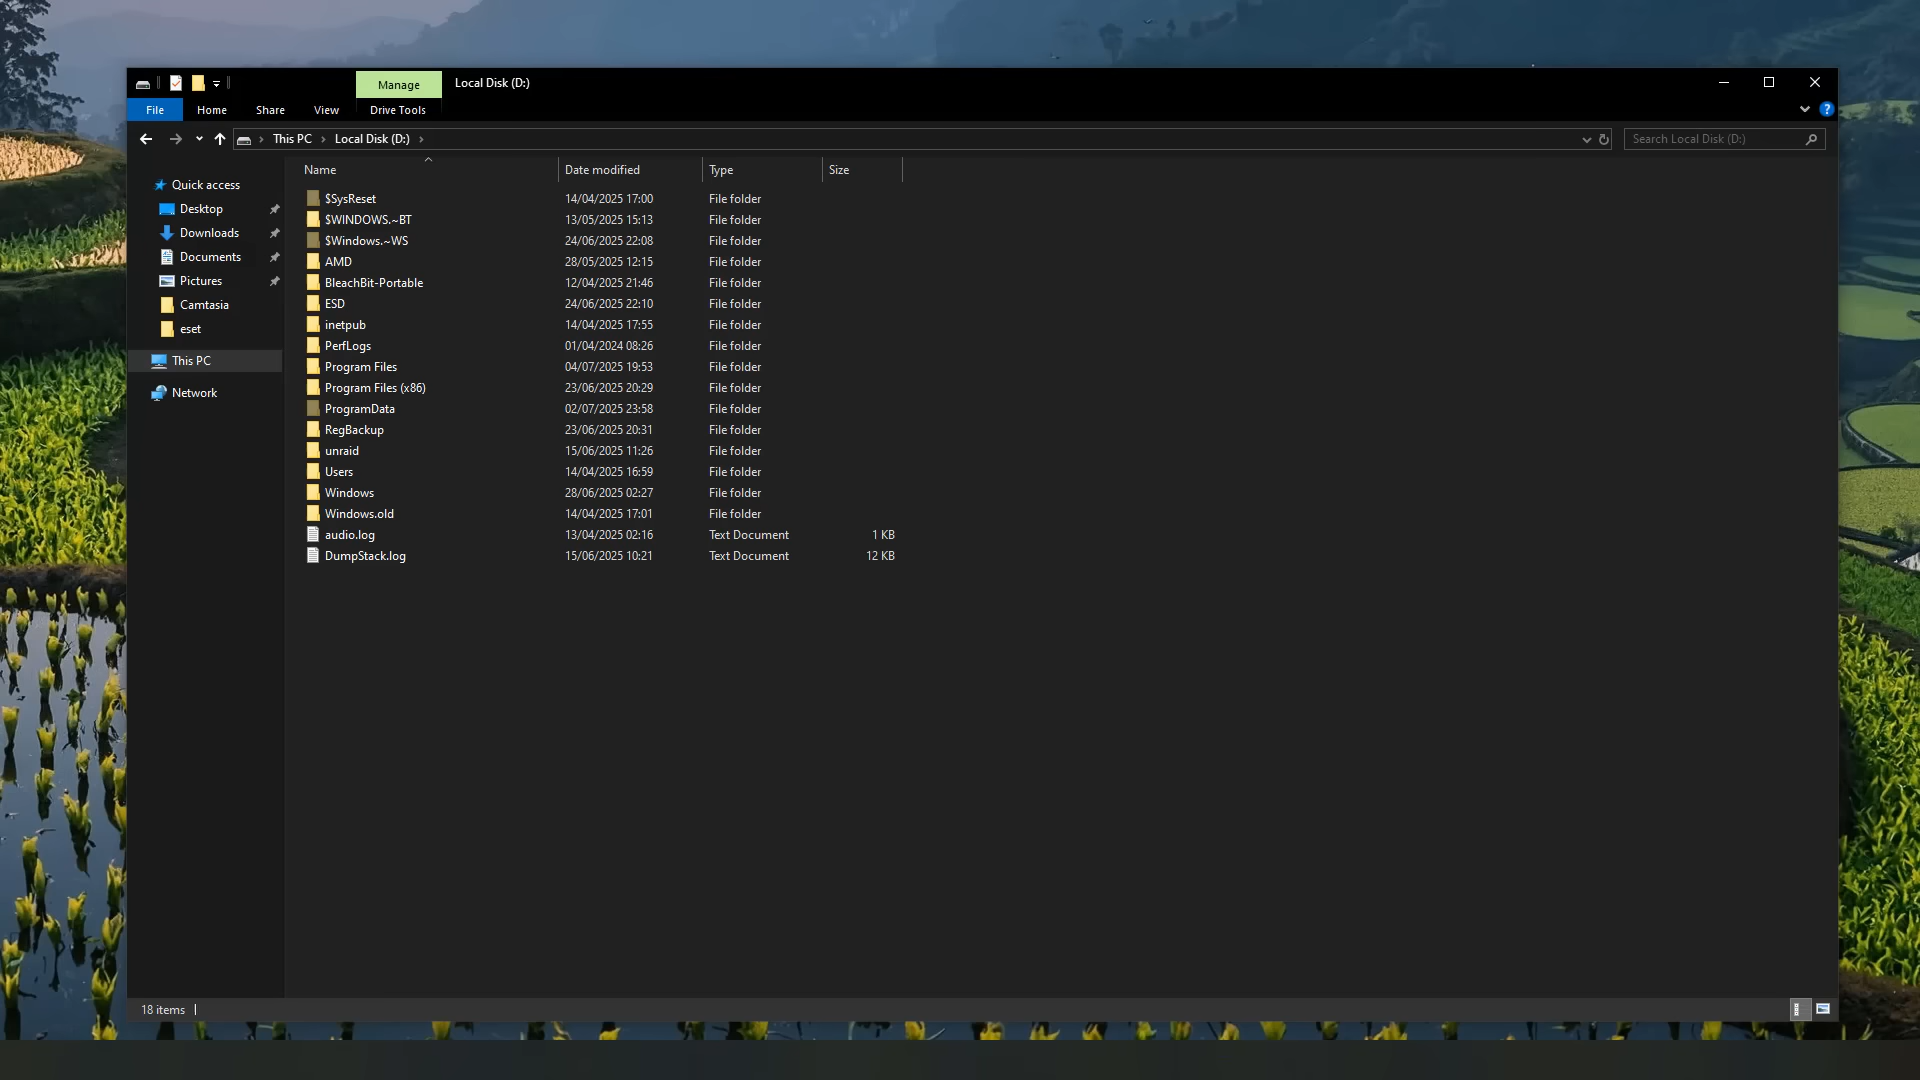 Manage
Local Disk (D:)
File
Home
Share
View
Drive Tools
This PC
Local Disk (D:)
Search Local Disk (D:)
Quick access
Desktop
Downloads
Documents
Pictures
Camtasia
eset
This PC
Network
Name Date modified Type Size
$SysReset 14/04/2025 17:00 File folder
$WINDOWS.~BT 13/05/2025 15:13 File folder
$Windows.~WS 24/06/2025 22:08 File folder
AMD 28/05/2025 12:15 File folder
BleachBit-Portable 12/04/2025 21:46 File folder
ESD 24/06/2025 22:10 File folder
inetpub 14/04/2025 17:55 File folder
PerfLogs 01/04/2024 08:26 File folder
Program Files 04/07/2025 19:53 File folder
Program Files (x86) 23/06/2025 20:29 File folder
ProgramData 02/07/2025 23:58 File folder
RegBackup 23/06/2025 20:31 File folder
unraid 15/06/2025 11:26 File folder
Users 14/04/2025 16:59 File folder
Windows 28/06/2025 02:27 File folder
Windows.old 14/04/2025 17:01 File folder
audio.log 13/04/2025 02:16 Text Document 1 KB
DumpStack.log 15/06/2025 10:21 Text Document 12 KB
18 items